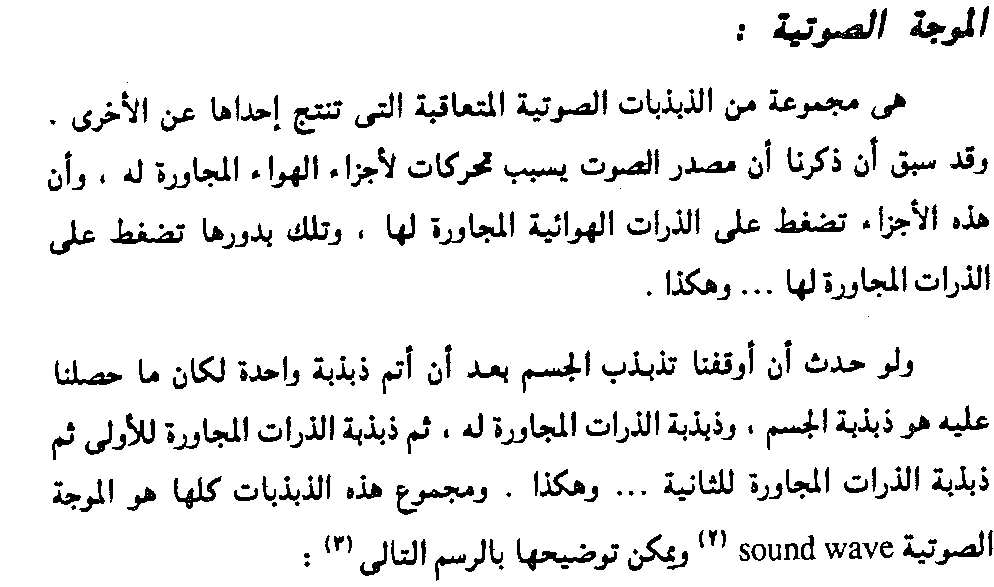 الموجة الصوتية :
هى مجموعة من الذبذبات الصوتية المتعاقبة التى تنتج إحداها عن الأخرى .
وقد سبق أن ذكرنا أن مصدر الصوت يسبب تحركات لأجزاء الهواء المجاورة له ، وأن
هذه الأجزاء تضغط على الذرات الهوائية المجاورة لها ، وتلك بدورها تضغط على
الذرات المجاورة لها ... وهكذا .
ولو حدث أن أوقفنا تذبذب الجسم بعد أن أتم ذبذبة واحدة لكان ما حصلنا
عليه هو ذبذبة الجسم ، وذبذبة الذرات المجاورة له ، ثم ذبذبة الذرات المجاورة للأولى ثم
ذبذبة الذرات المجاورة للثانية ... وهكذا . ومجموع هذه الذبذبات كلها هو الموجة
الصوتية sound wave (٢) ويمكن توضيحها بالرسم التالى (٣) :